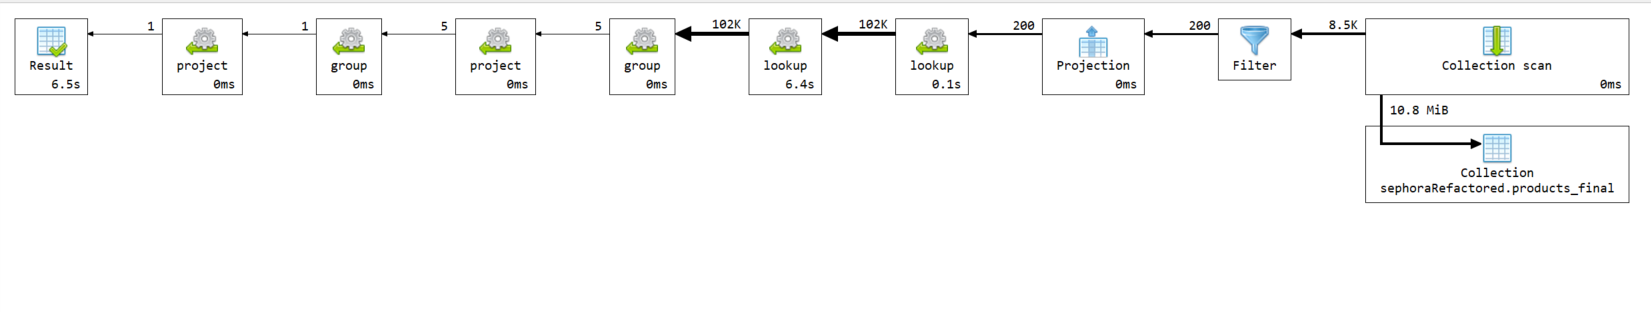 1
1
5
5
102K
102K
200
200
8.5K
Result
project
group
project
group
lookup
lookup
Projection
Filter
Collection scan
6.5s
0ms
0ms
0ms
0ms
6.4s
0.1s
0ms
0ms
10.8 MiB
Collection
sephoraRefactored.products_final